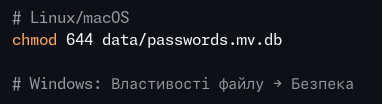 # Linux/macOS
chmod 644 data/passwords.mv.db
# Windows: Властивості файлу → Безпека